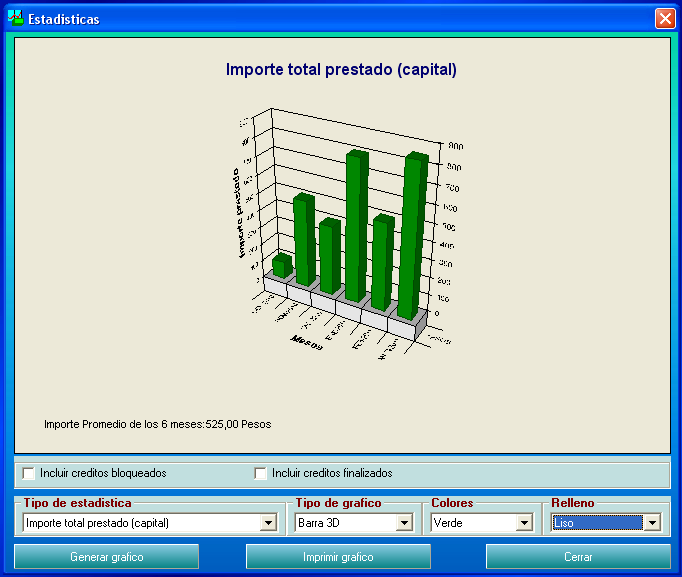 Estadisticas
Importe total prestado (capital)
Importe prestado
800
800
700
600
500
400
300
200
100
0
Meses
Importe Promedio de los 6 meses:525,00 Pesos
Incluir creditos bloqueados
Incluir creditos finalizados
Tipo de estadistica
Tipo de grafico
Colores
Relleno
Importe total prestado (capital)
Barra 3D
Verde
Liso
Generar grafico
Imprimir grafico
Cerrar